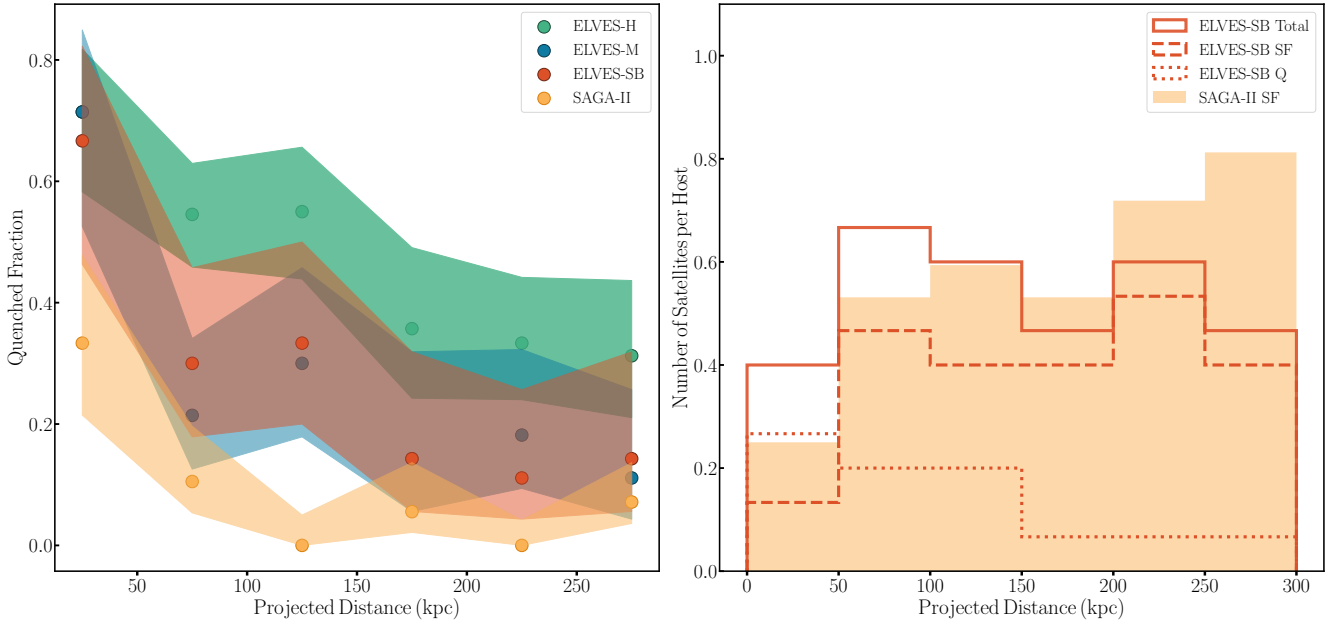 ELVES-H
ELVES-M
ELVES-SB
SAGA-II
Quenched Fraction
0.8
0.6
0.4
0.2
0.0
50
100
150
200
250
Projected Distance (kpc)
ELVES-SB Total
ELVES-SB SF
ELVES-SB Q
SAGA-II SF
Number of Satellites per Host
1.0
0.8
0.6
0.4
0.2
0.0
0
50
100
150
200
250
300
Projected Distance (kpc)